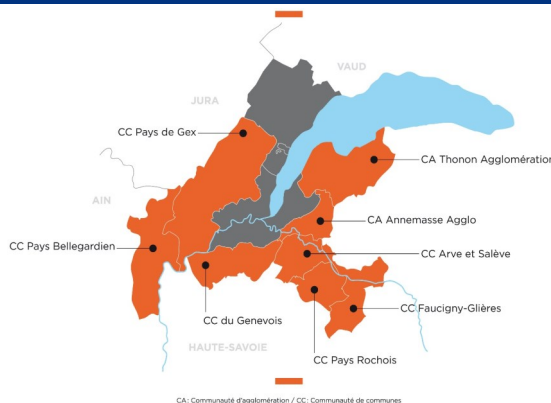 VAUD
JURA
CC Pays de Gex
CA Thonon Agglomération
AIN
CA Annemasse Agglo
CC Pays Bellegardien
CC Arve et Salève
CC Faucigny-Glières
CC du Genevois
HAUTE-SAVOIE
CC Pays Rochois
CA: Communauté d'agglomération / CC: Communauté de communes